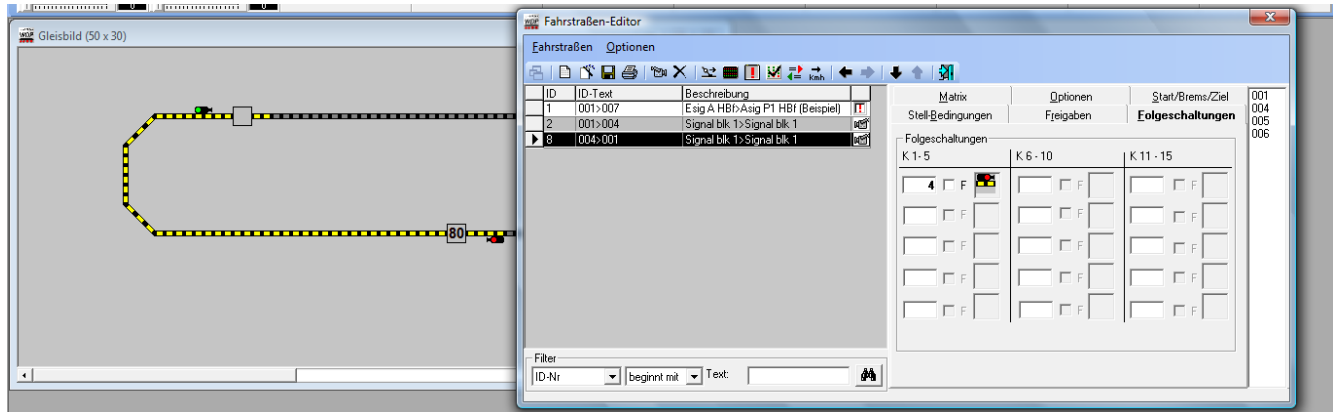 0 0
Gleisbild (50 x 30)
80
Fahrstraßen-Editor
Fahrstraßen Optionen
Kmh
ID ID-Text Beschreibung
1 001>007 Esig A HBf>Asig P1 HBf (Beispiel)
2 001>004 Signal blk 1>Signal blk 1
8 004>001 Signal blk 1>Signal blk 1
Filter
ID-Nr beginnt mit Text:
Matrix Optionen Start/Brems/Ziel
Stell-Bedingungen Freigaben Folgeschaltungen
Folgeschaltungen
K 1 - 5 K 6 - 10 K 11 - 15
4 F F F
F F F
F F F
F F F
F F F
001
004
005
006